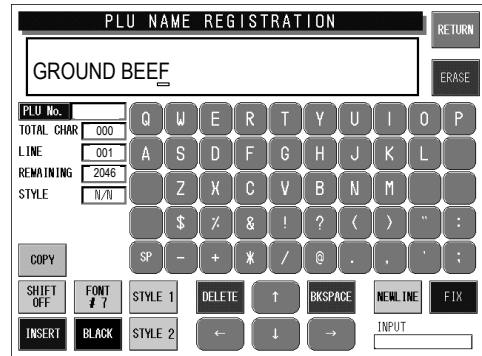 PLU NAME REGISTRATION
RETURN
GROUND BEEF
ERASE
PLU No.
TOTAL CHAR 000
LINE 001
REMAINING 2046
STYLE N/N
Q W E R T Y U I O P
A S D F G H J K L
Z X C V B N M
$ % & ! ? ( ) " :
SP - + * / @ . , ' ;
COPY
SHIFT OFF
FONT # 7
STYLE 1
DELETE
↑
BKSPACE
NEWLINE
FIX
INSERT
BLACK
STYLE 2
← ↓ →
INPUT